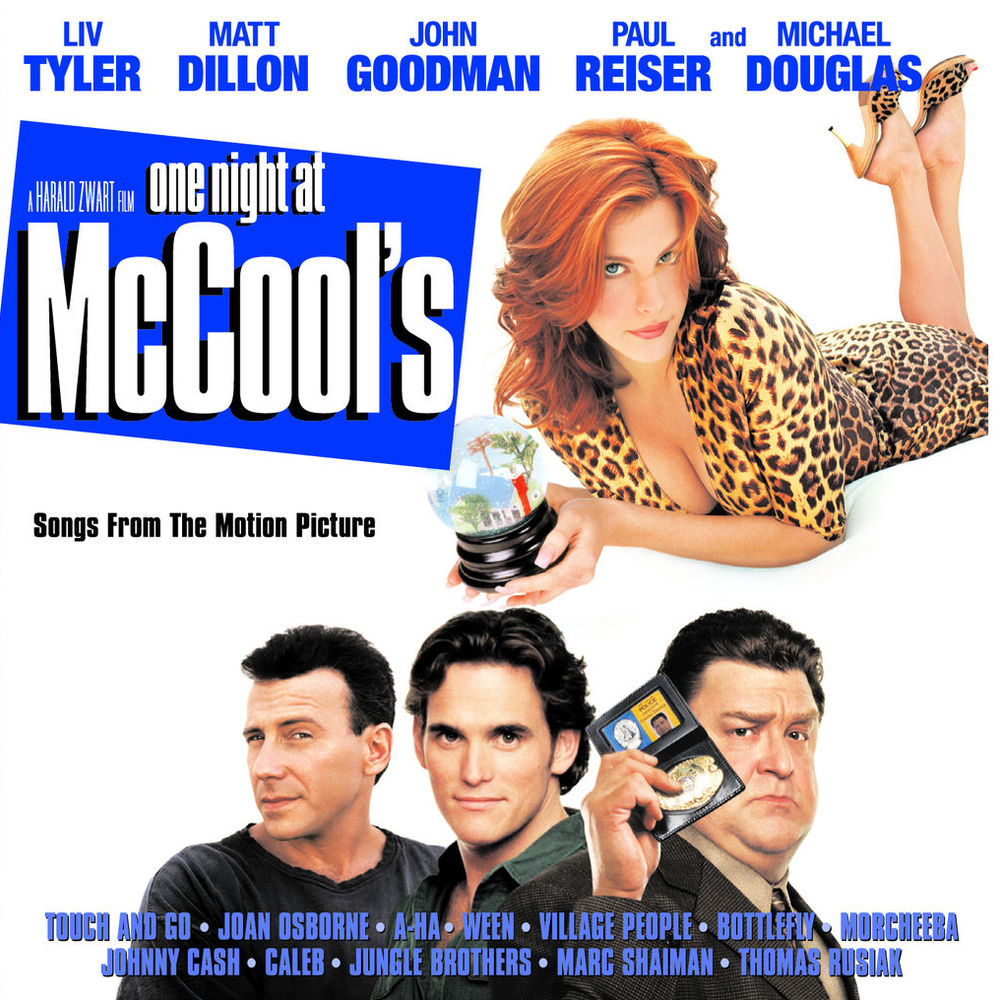 LIV MATT JOHN PAUL and MICHAEL
TYLER DILLON GOODMAN REISER DOUGLAS
A HARALD ZWART FILM one night at
McCool's
Songs From The Motion Picture
POLICE
TOUCH AND GO • JOAN OSBORNE • A-HA • WEEN • VILLAGE PEOPLE • BOTTLEFLY • MORCHEEBA
JOHNNY CASH • CALEB • JUNGLE BROTHERS • MARC SHAIMAN • THOMAS RUSIAK